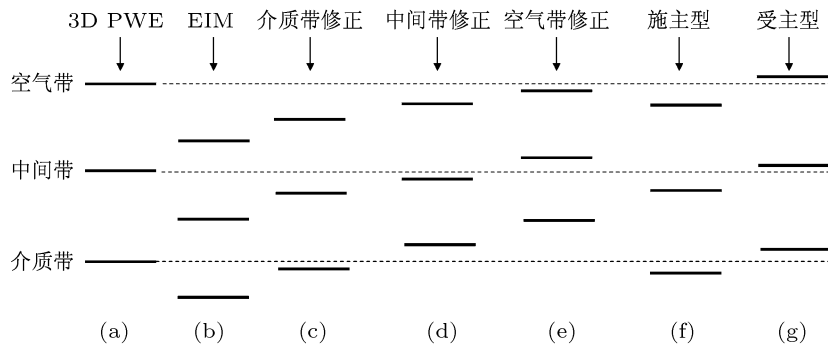 3D PWE EIM 介质带修正 中间带修正 空气带修正 施主型 受主型
空气带
中间带
介质带
(a) (b) (c) (d) (e) (f) (g)